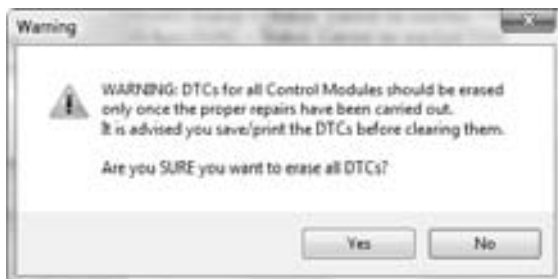 Warning
WARNING: DTCs for all Control Modules should be erased
only once the proper repairs have been carried out.
It is advised you save/print the DTCs before clearing them.
Are you SURE you want to erase all DTCs?
Yes No